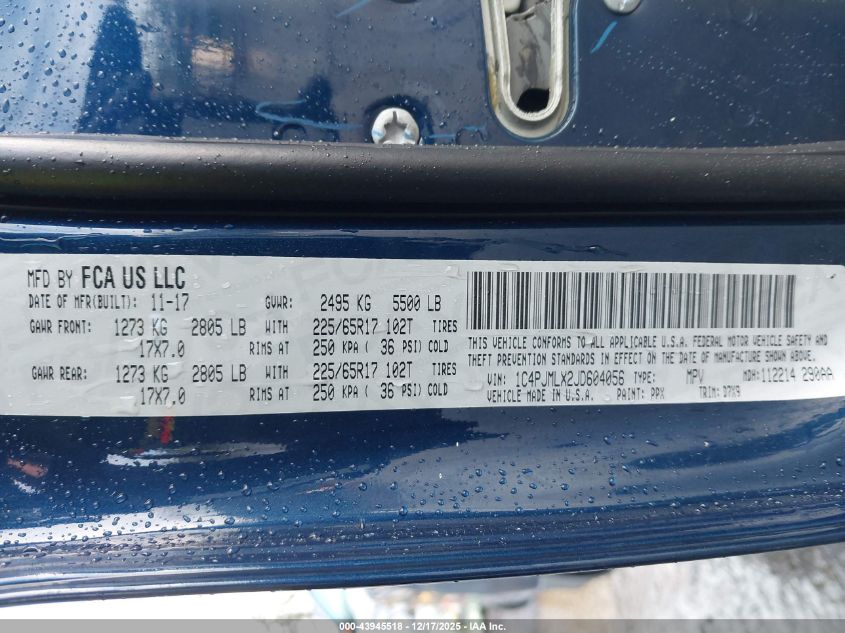 MFD BY FCA US LLC
DATE OF MFR(BUILT): 11-17 GVWR: 2495 KG 5500 LB
GAWR FRONT: 1273 KG 2805 LB WITH 225/65R17 102T TIRES
17X7.0 RIMS AT 250 KPA ( 36 PSI) COLD
GAWR REAR: 1273 KG 2805 LB WITH 225/65R17 102T TIRES
17X7.0 RIMS AT 250 KPA ( 36 PSI) COLD
THIS VEHICLE CONFORMS TO ALL APPLICABLE U.S.A. FEDERAL MOTOR VEHICLE SAFETY AND
THEFT PREVENTION STANDARDS IN EFFECT ON THE DATE OF MANUFACTURE SHOWN ABOVE.
VIN: 1C4PJMLX2JD604056 TYPE: MPV MDH: 112214 290AA
VEHICLE MADE IN U.S.A. PAINT: PPX TRIM: D7X9
000-43945518 - 12/17/2025 - IAA, Inc.